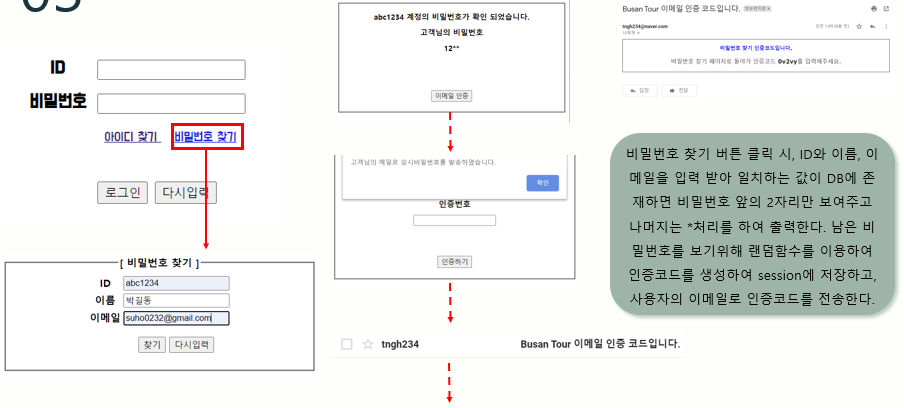 03
ID
비밀번호
아이디 찾기 비밀번호 찾기
로그인 다시입력
[ 비밀번호 찾기 ]
ID abc1234
이름 박길동
이메일 suho0232@gmail.com
찾기 다시입력
abc1234 계정의 비밀번호가 확인 되었습니다.
고객님의 비밀번호
12**
이메일 인증
고객님의 메일로 임시비밀번호를 발송하였습니다.
확인
인증번호
인증하기
tngh234 Busan Tour 이메일 인증 코드입니다.
Busan Tour 이메일 인증 코드입니다.
tngh234@naver.com
나에게
비밀번호 찾기 인증코드입니다.
비밀번호 찾기 페이지로 돌아가 인증코드 0v2vy를 입력해주세요.
답장 전달
비밀번호 찾기 버튼 클릭 시, ID와 이름, 이
메일을 입력 받아 일치하는 값이 DB에 존
재하면 비밀번호 앞의 2자리만 보여주고
나머지는 *처리를 하여 출력한다. 남은 비
밀번호를 보기위해 랜덤함수를 이용하여
인증코드를 생성하여 session에 저장하고,
사용자의 이메일로 인증코드를 전송한다.